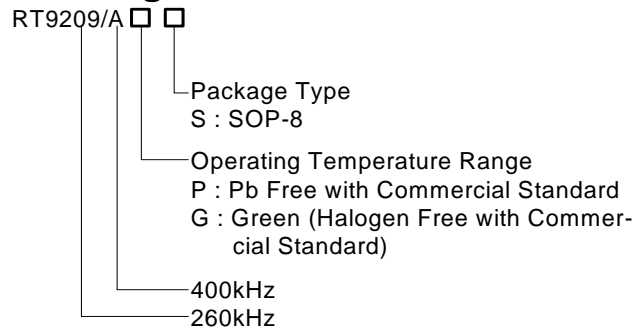 RT9209/A
Package Type
S : SOP-8
Operating Temperature Range
P : Pb Free with Commercial Standard
G : Green (Halogen Free with Commer-
cial Standard)
400kHz
260kHz